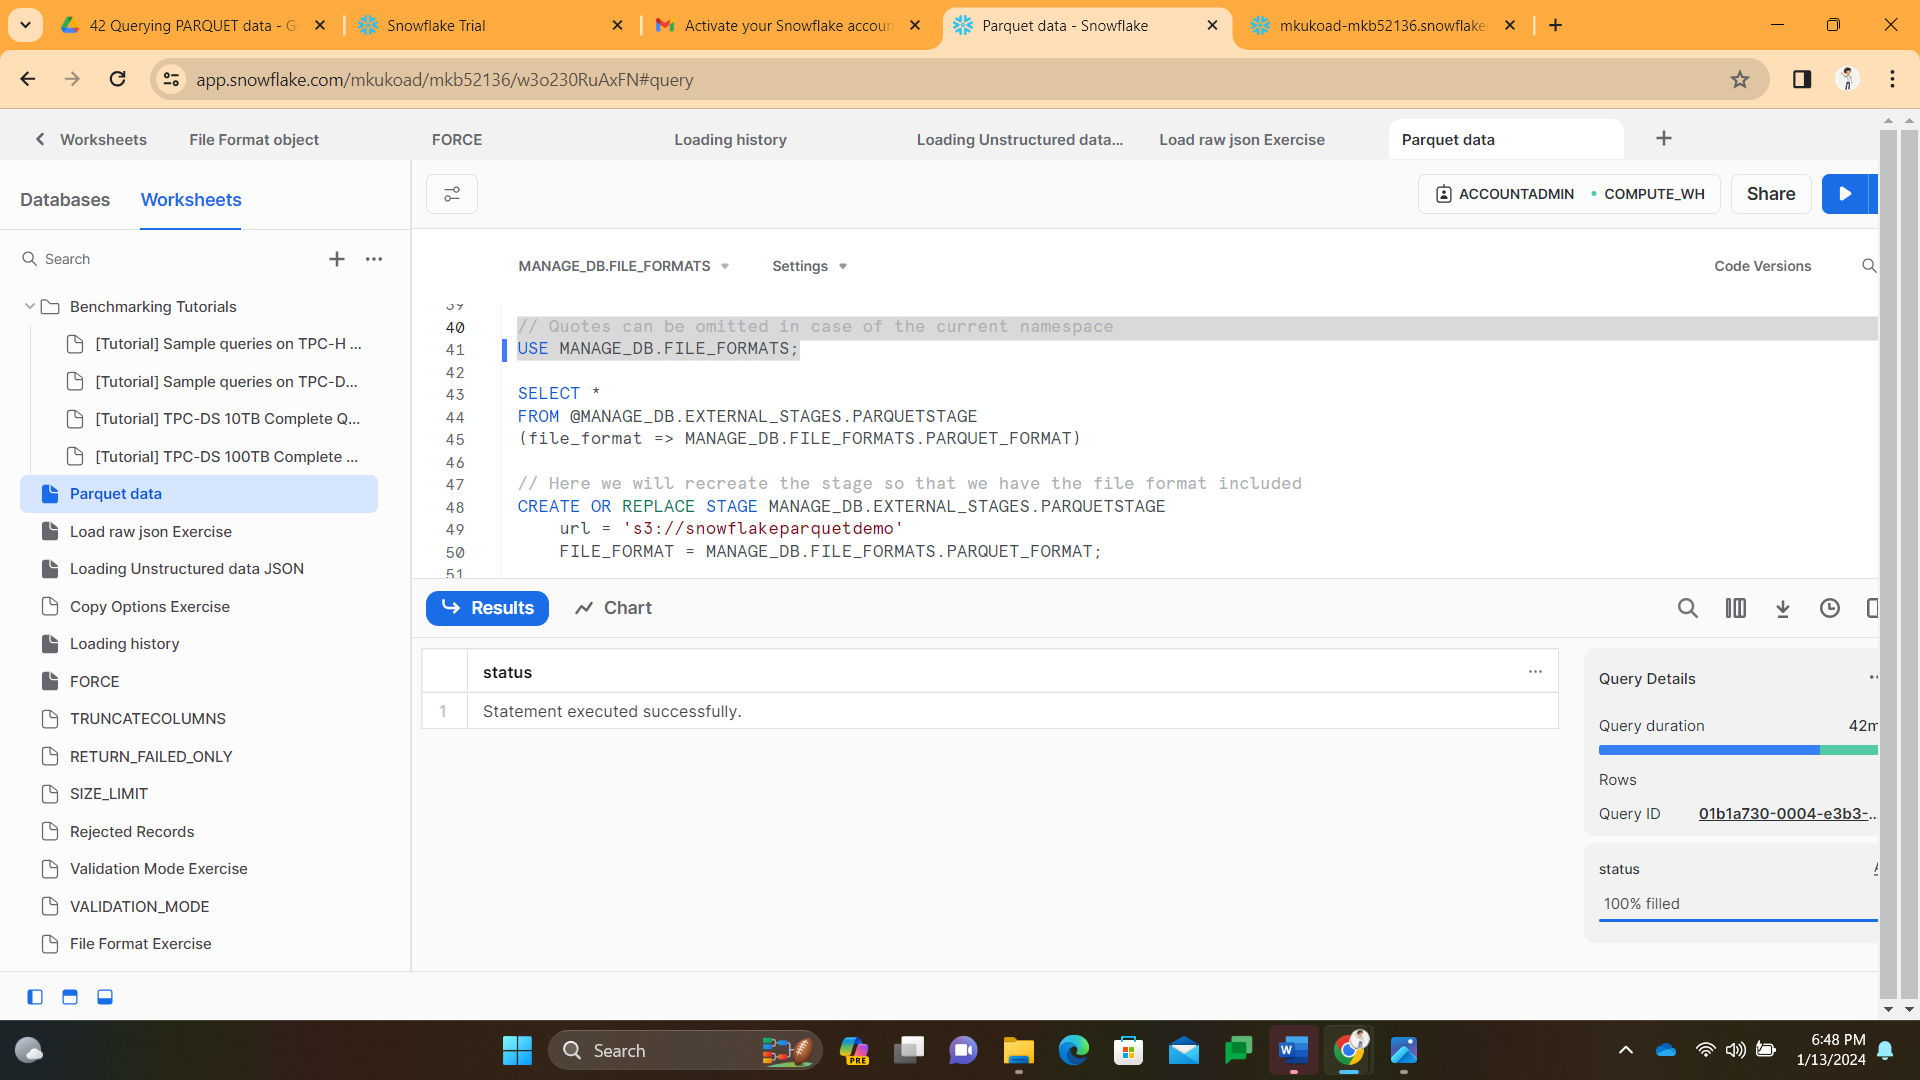 42 Querying PARQUET data - G
Snowflake Trial
Activate your Snowflake accoun
Parquet data - Snowflake
mkukoad-mkb52136.snowflake
app.snowflake.com/mkukoad/mkb52136/w3o230RuAxFN#query
Worksheets
File Format object
FORCE
Loading history
Loading Unstructured data...
Load raw json Exercise
Parquet data
Databases
Worksheets
ACCOUNTADMIN
COMPUTE_WH
Share
Search
MANAGE_DB.FILE_FORMATS
Settings
Code Versions
Benchmarking Tutorials
[Tutorial] Sample queries on TPC-H ...
[Tutorial] Sample queries on TPC-D...
[Tutorial] TPC-DS 10TB Complete Q...
[Tutorial] TPC-DS 100TB Complete ...
Parquet data
Load raw json Exercise
Loading Unstructured data JSON
Copy Options Exercise
Loading history
FORCE
TRUNCATECOLUMNS
RETURN_FAILED_ONLY
SIZE_LIMIT
Rejected Records
Validation Mode Exercise
VALIDATION_MODE
File Format Exercise
39
40 // Quotes can be omitted in case of the current namespace
41 USE MANAGE_DB.FILE_FORMATS;
42
43 SELECT *
44 FROM @MANAGE_DB.EXTERNAL_STAGES.PARQUETSTAGE
45 (file_format => MANAGE_DB.FILE_FORMATS.PARQUET_FORMAT)
46
47 // Here we will recreate the stage so that we have the file format included
48 CREATE OR REPLACE STAGE MANAGE_DB.EXTERNAL_STAGES.PARQUETSTAGE
49 url = 's3://snowflakeparquetdemo'
50 FILE_FORMAT = MANAGE_DB.FILE_FORMATS.PARQUET_FORMAT;
51
Results
Chart
status
...
1 Statement executed successfully.
Query Details
Query duration 42m
Rows
Query ID 01b1a730-0004-e3b3-...
status
100% filled
Search
PRE
6:48 PM
1/13/2024